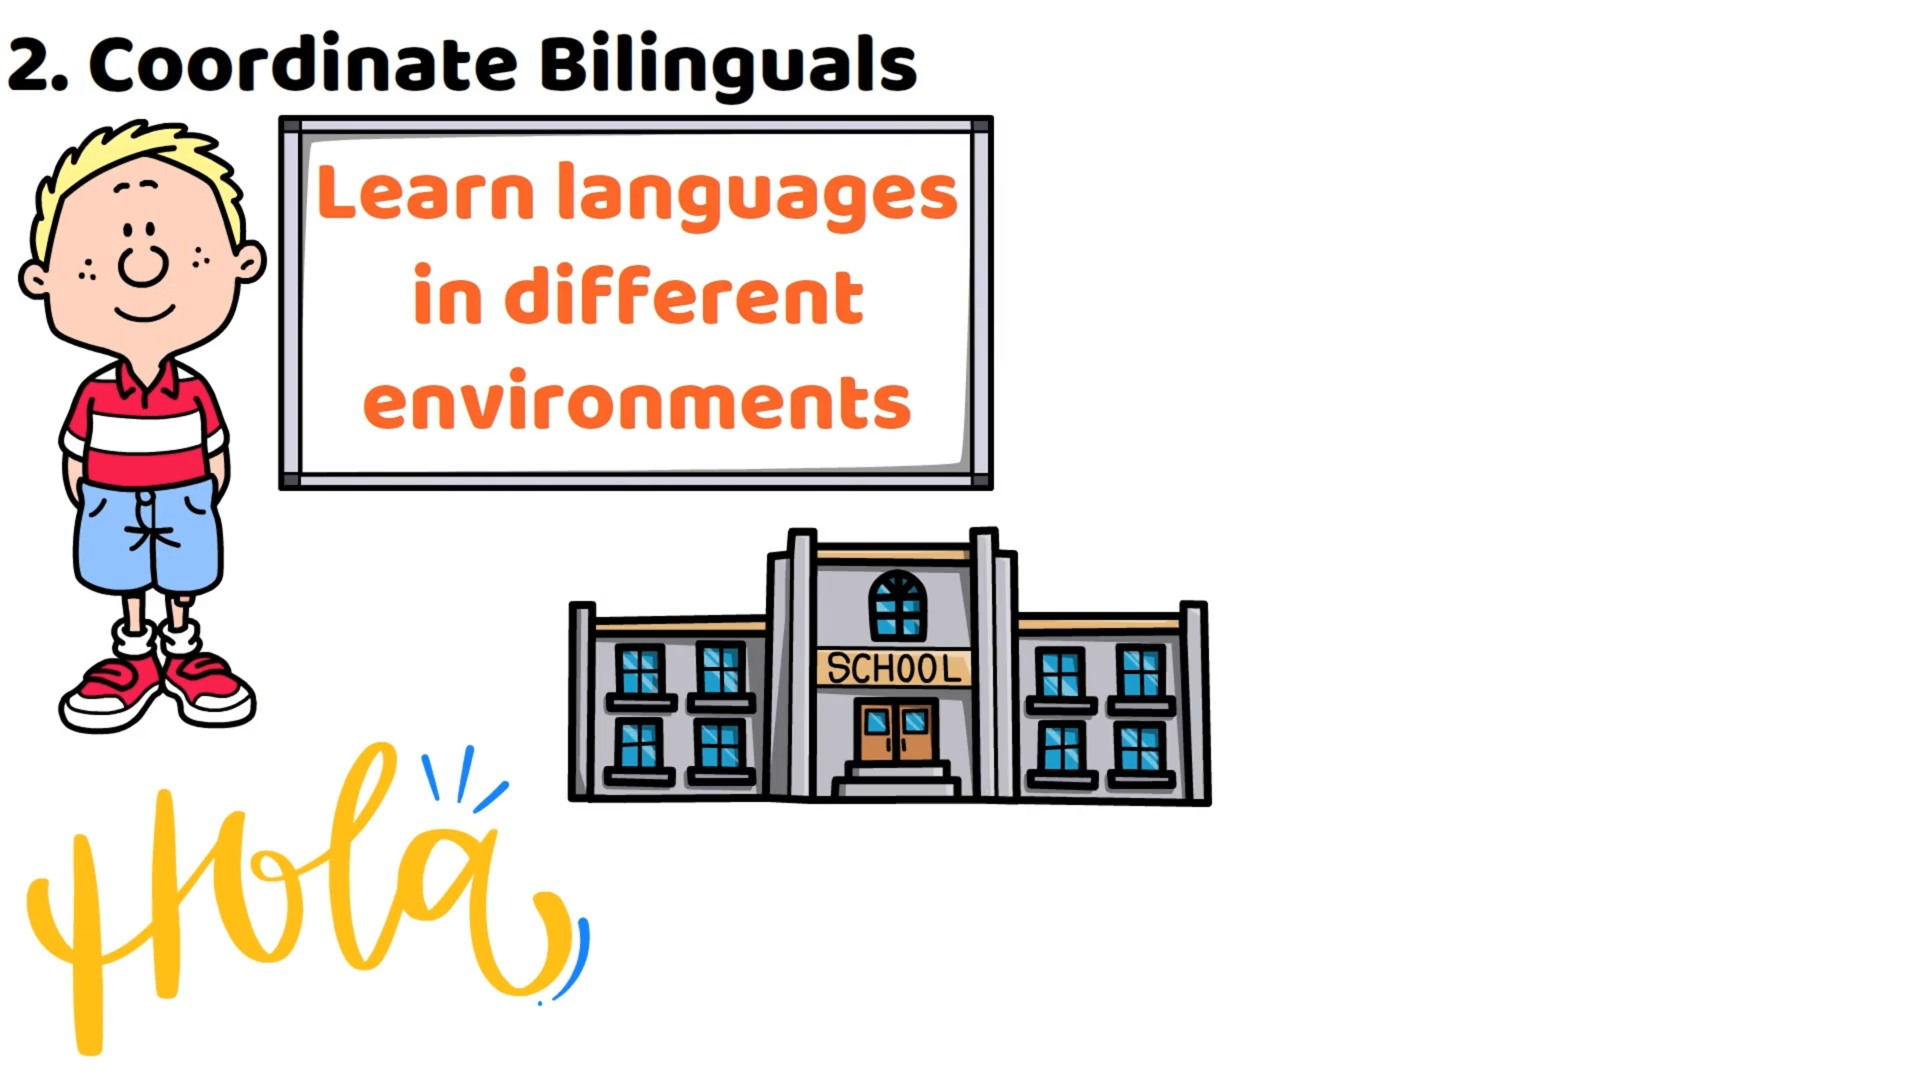 2. Coordinate Bilinguals
Learn languages
in different
environments
SCHOOL
Hola